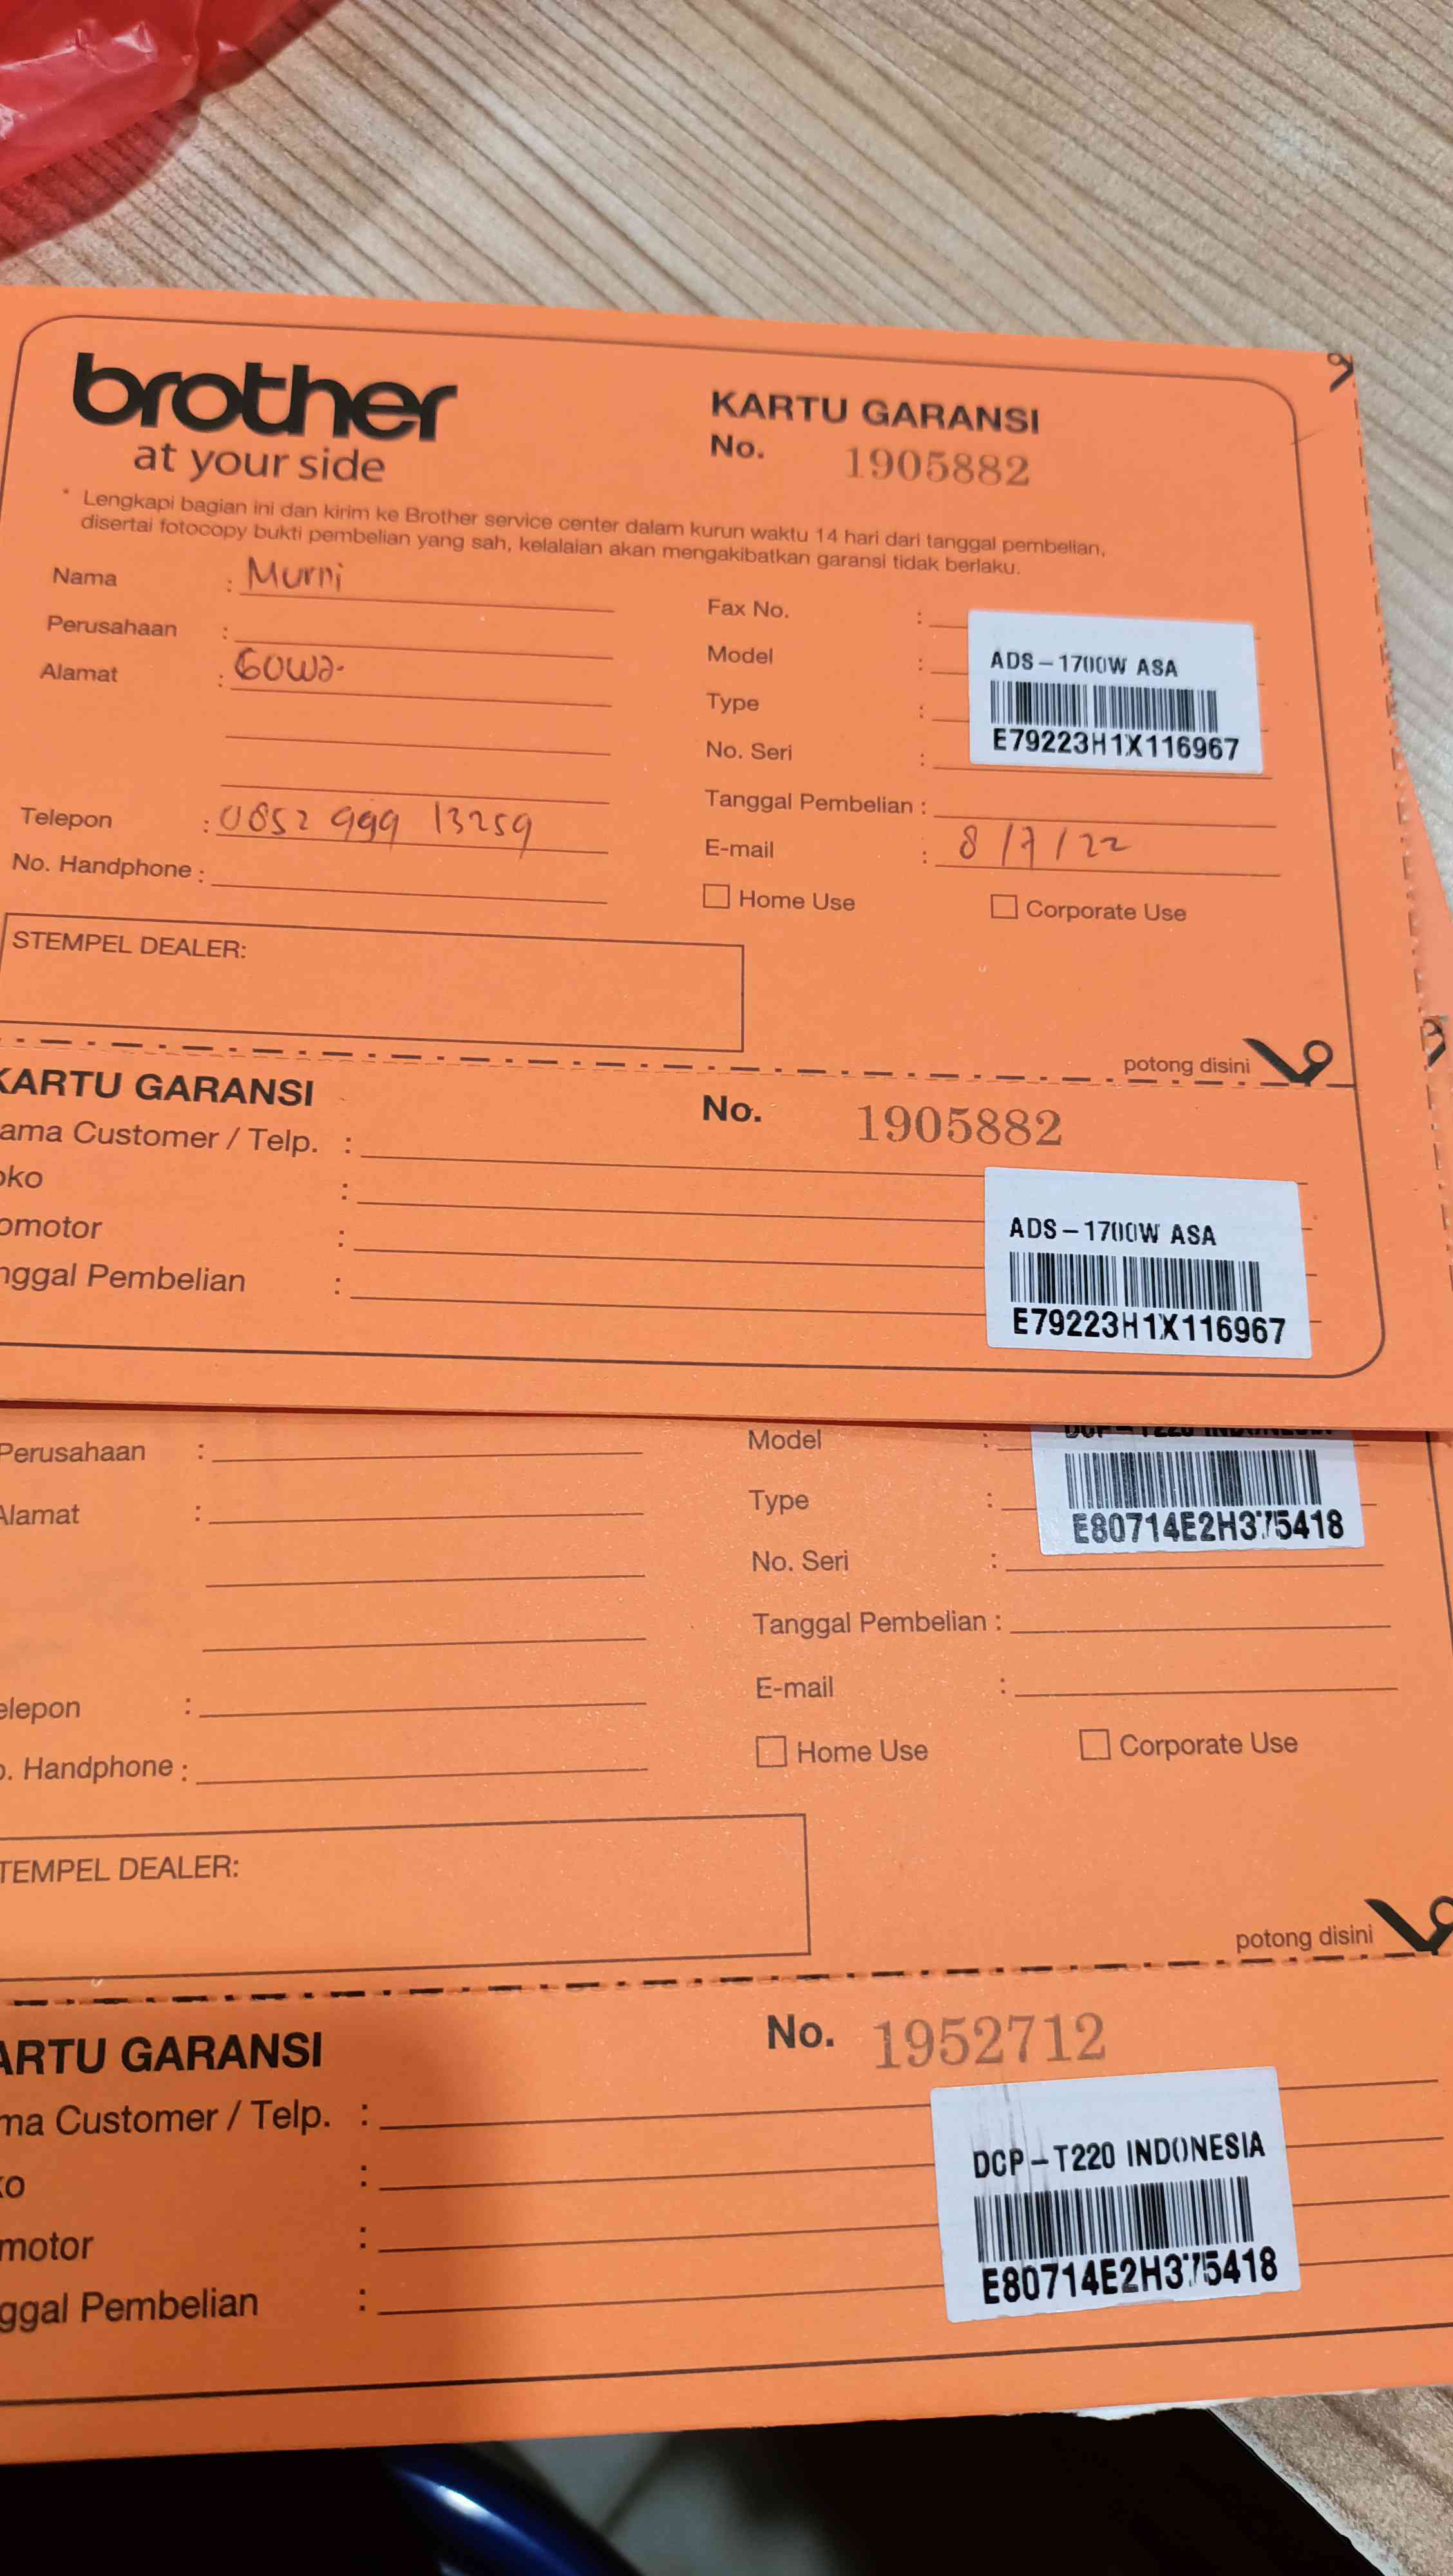 brother
at your side
KARTU GARANSI
No. 1905882
* Lengkapi bagian ini dan kirim ke Brother service center dalam kurun waktu 14 hari dari tanggal pembelian,
disertai fotocopy bukti pembelian yang sah, kelalaian akan mengakibatkan garansi tidak berlaku.
Nama : Murni
Perusahaan :
Alamat : Gowa.
Telepon : 0852 999 13259
No. Handphone :
Fax No. :
Model :
Type :
No. Seri :
ADS-1700W ASA
E79223H1X116967
Tanggal Pembelian :
E-mail : 8/7/22
Home Use
Corporate Use
STEMPEL DEALER:
potong disini
KARTU GARANSI
No. 1905882
ama Customer / Telp. :
oko :
omotor :
nggal Pembelian :
ADS-1700W ASA
E79223H1X116967
Perusahaan :
Alamat :
elepon :
o. Handphone :
Model :
Type :
No. Seri :
DCP-T220 INDONESIA
E80714E2H375418
Tanggal Pembelian :
E-mail :
Home Use
Corporate Use
TEMPEL DEALER:
potong disini
ARTU GARANSI
No. 1952712
ma Customer / Telp. :
ko :
motor :
ggal Pembelian :
DCP-T220 INDONESIA
E80714E2H375418